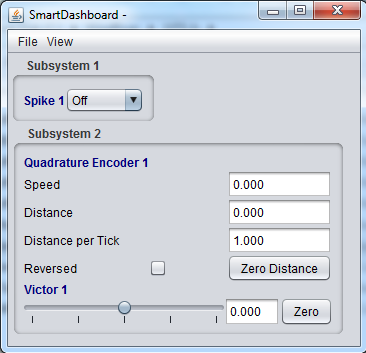 SmartDashboard -
File View
Subsystem 1
Spike 1 Off
Subsystem 2
Quadrature Encoder 1
Speed 0.000
Distance 0.000
Distance per Tick 1.000
Reversed Zero Distance
Victor 1
0.000 Zero